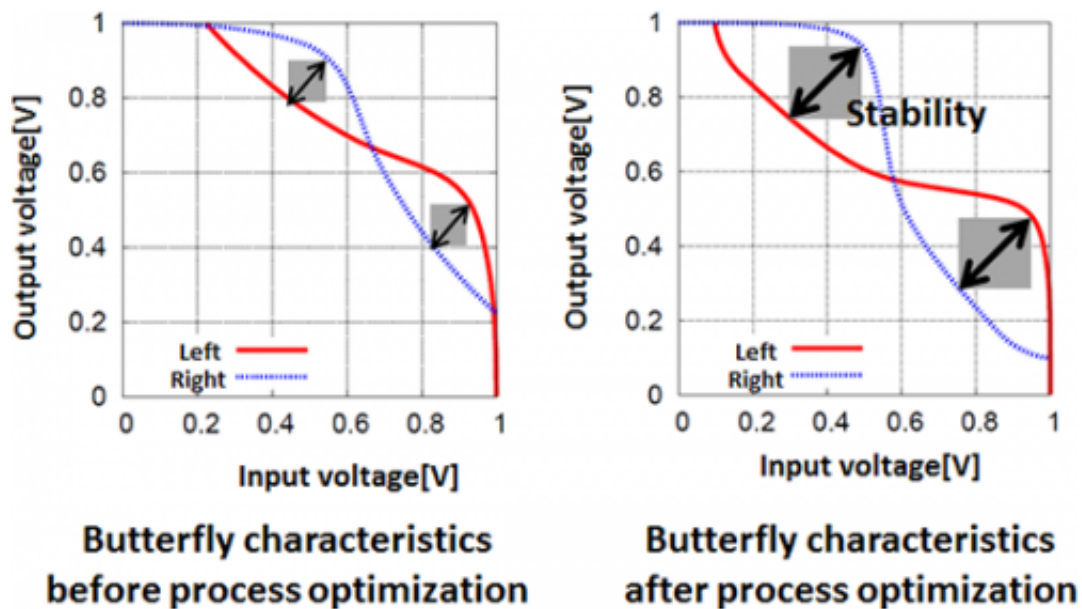 Output voltage[V]
1
0.8
0.6
0.4
0.2
0
Left
Right
0
0.2
0.4
0.6
0.8
1
Input voltage[V]
Butterfly characteristics
before process optimization
Output voltage[V]
1
0.8
0.6
0.4
0.2
0
Stability
Left
Right
0
0.2
0.4
0.6
0.8
1
Input voltage[V]
Butterfly characteristics
after process optimization